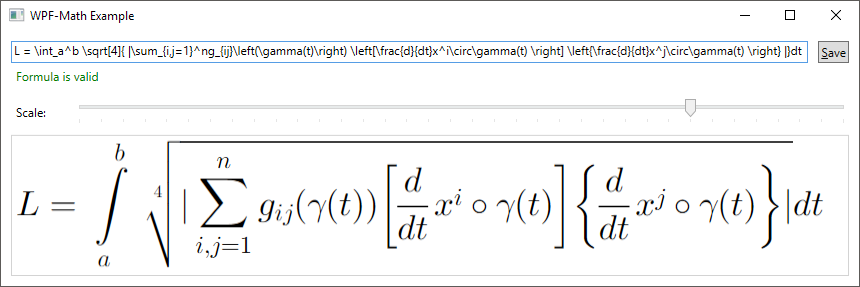 WPF-Math Example
L = \int_a^b \sqrt[4]{ |\sum_{i,j=1}^ng_{ij}\left(\gamma(t)\right) \left[\frac{d}{dt}x^i\circ\gamma(t) \right] \left\{\frac{d}{dt}x^j\circ\gamma(t) \right\} |}dt
Save
Formula is valid
Scale:
L = ∫_a^b ∜| ∑_{i,j=1}^n g_{ij}(γ(t)) [d/dt x^i ∘ γ(t)] {d/dt x^j ∘ γ(t)} |dt